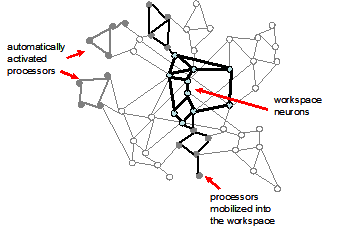 automatically
activated
processors
workspace
neurons
processors
mobilized into
the workspace